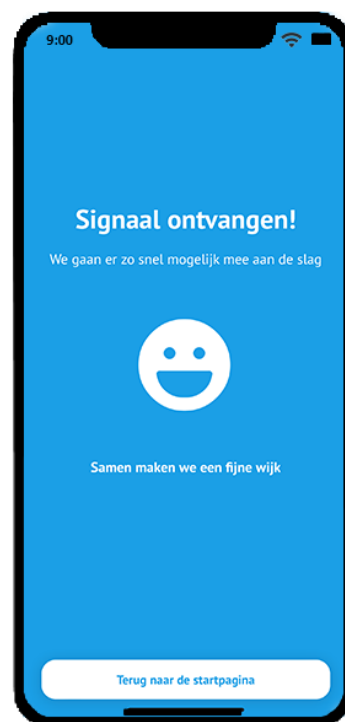 9:00
Signaal ontvangen!
We gaan er zo snel mogelijk mee aan de slag
Samen maken we een fijne wijk
Terug naar de startpagina